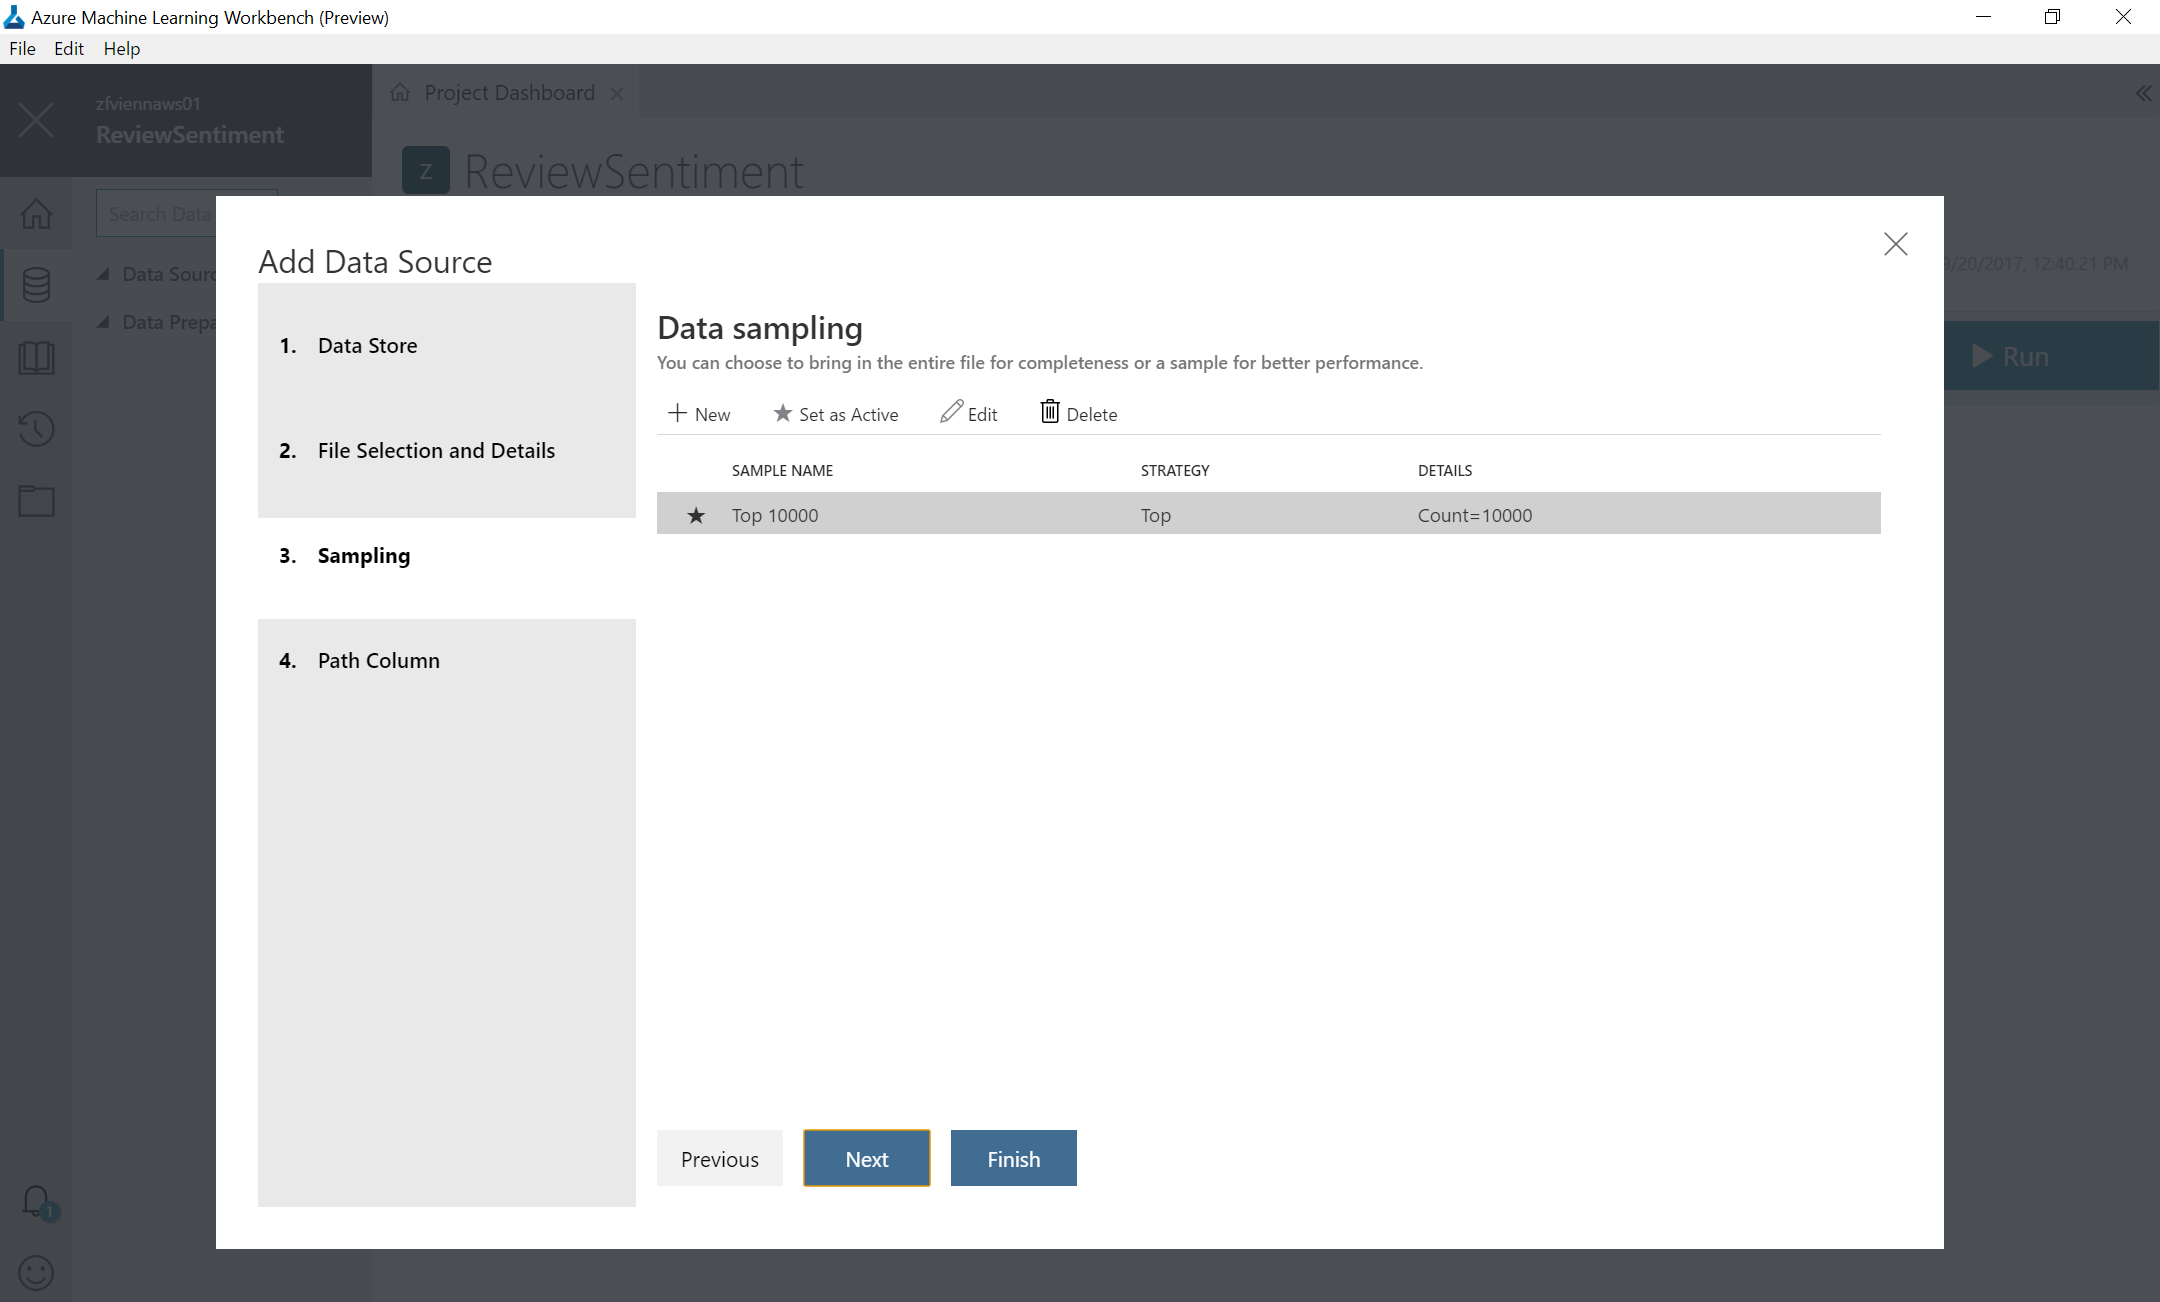 Azure Machine Learning Workbench (Preview)
File Edit Help
zfviennaws01
ReviewSentiment
Project Dashboard
Z ReviewSentiment
Search Data
Data Sourc
Data Prepa
9/20/2017, 12:40:21 PM
Run
Add Data Source
1. Data Store
2. File Selection and Details
3. Sampling
4. Path Column
Data sampling
You can choose to bring in the entire file for completeness or a sample for better performance.
New Set as Active Edit Delete
SAMPLE NAME STRATEGY DETAILS
Top 10000 Top Count=10000
Previous Next Finish
1